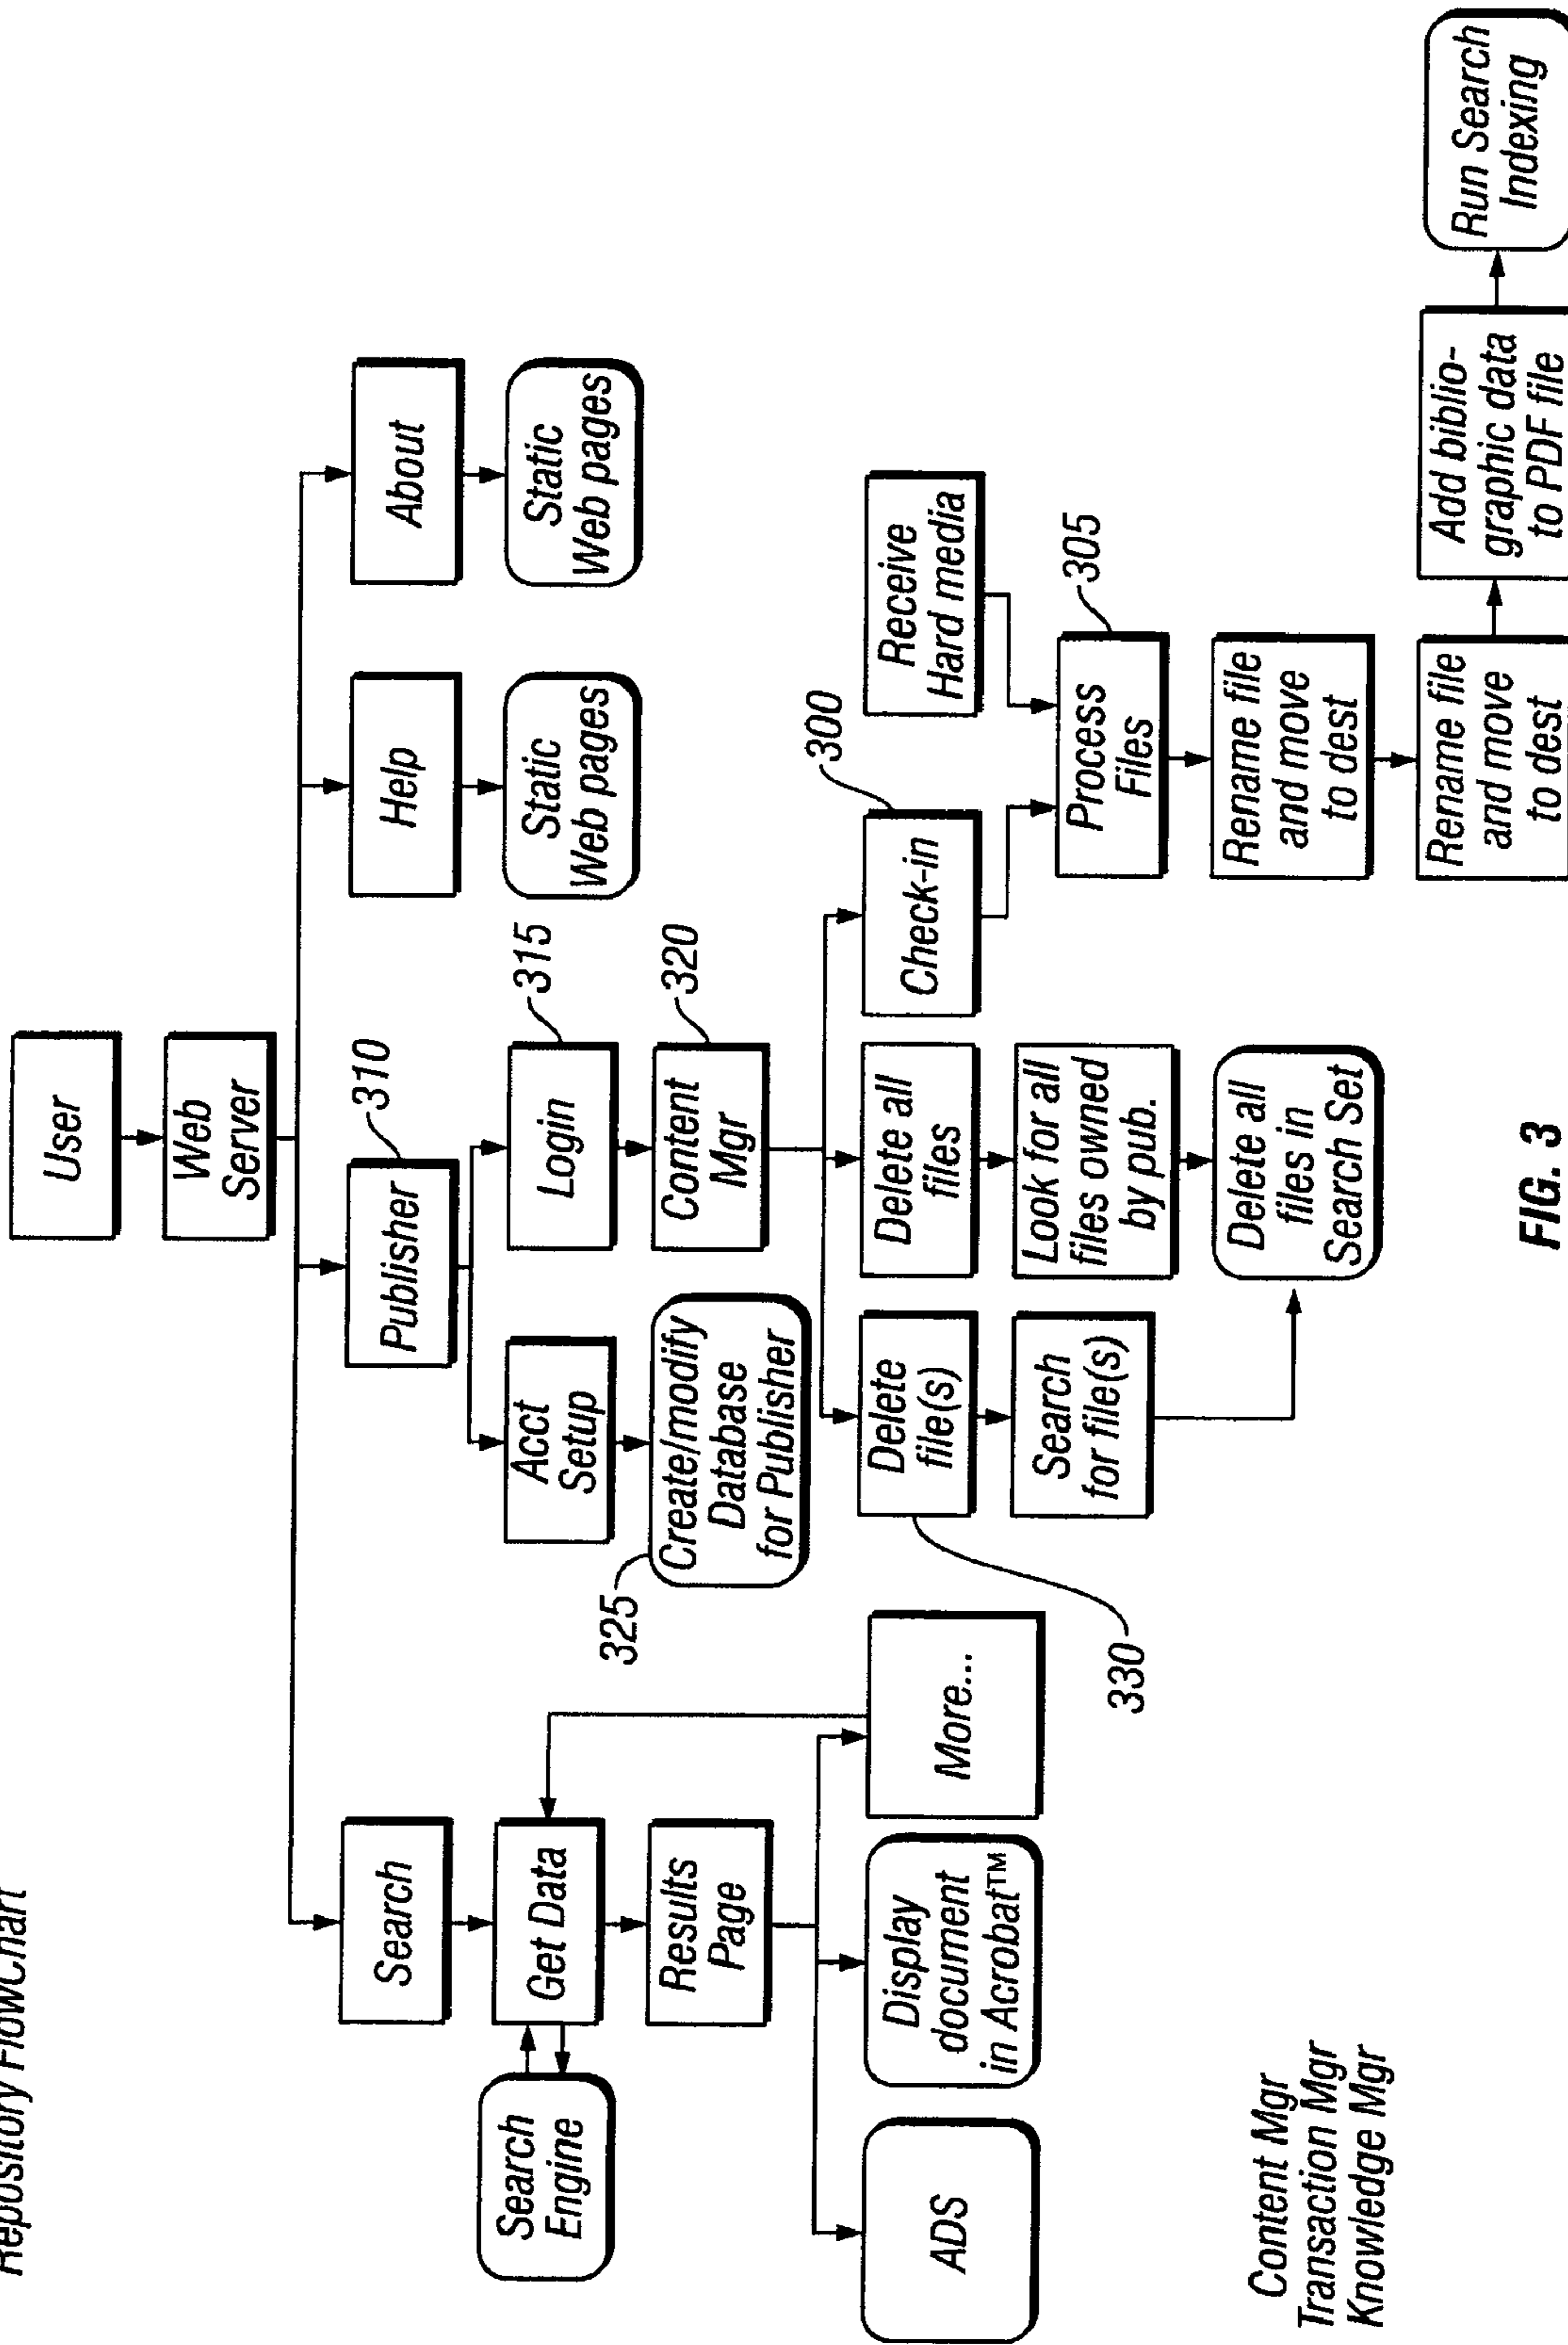 Repository FlowChart
User
Web
Server
Search
Publisher
310
Help
About
Search
Engine
Get Data
Acct
Setup
Login
315
Static
Web pages
Static
Web pages
Results
Page
325
Create/modify
Database
for Publisher
Content
Mgr
320
ADS
Display
document
in Acrobat™
More...
Delete
file(s)
330
Delete all
files
Check-in
300
Receive
Hard media
Search
for file(s)
Look for all
files owned
by pub.
Process
Files
305
Delete all
files in
Search Set
Rename file
and move
to dest
Content Mgr
Transaction Mgr
Knowledge Mgr
Rename file
and move
to dest
Add biblio-
graphic data
to PDF file
Run Search
Indexing
FIG. 3